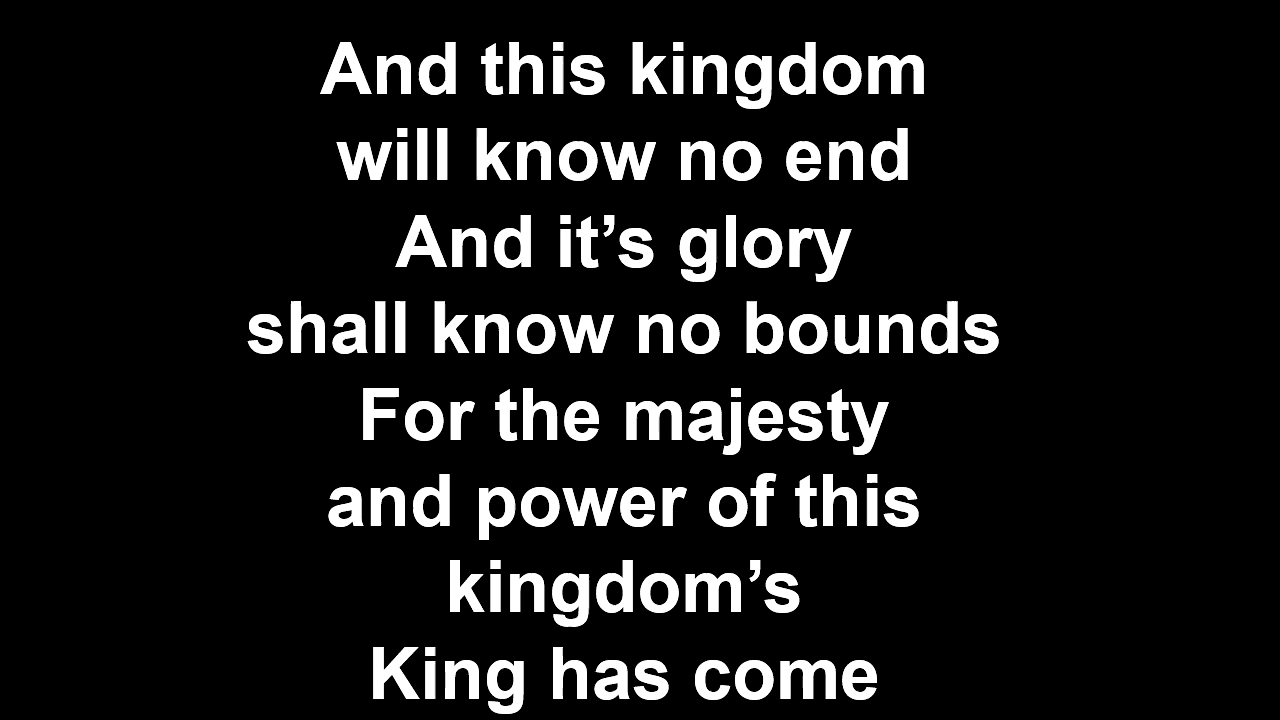 And this kingdom
will know no end
And it’s glory
shall know no bounds
For the majesty
and power of this
kingdom’s
King has come